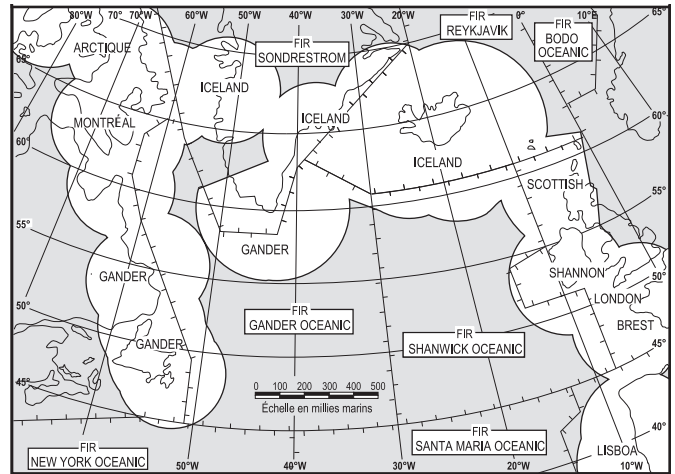 80°W 70°W 60°W 50°W 40°W 30°W 20°W 10°W 0° 10°E
65° 65°
FIR
REYKJAVIK
FIR
BODO
OCEANIC
ARCTIQUE
FIR
SONDRESTROM
65°
ICELAND
ICELAND
60°
MONTRÉAL
60°
ICELAND
SCOTTISH
55°
55°
GANDER
SHANNON
50°
GANDER
LONDON
50°
FIR
GANDER OCEANIC
BREST
GANDER
FIR
SHANWICK OCEANIC
45°
45°
0 100 200 300 400 500
Échelle en millies marins
40°
FIR
NEW YORK OCEANIC
FIR
SANTA MARIA OCEANIC
LISBOA
50°W 40°W 30°W 20°W 10°W